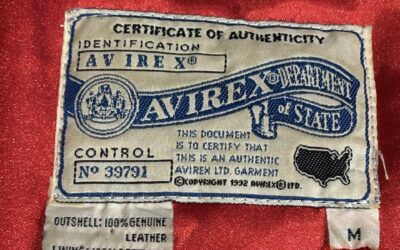 CERTIFICATE OF AUTHENTICITY
IDENTIFICATION
AVIREX®
AVIREX® DEPARTMENT
of STATE
THIS DOCUMENT
IS TO CERTIFY THAT
THIS IS AN AUTHENTIC
AVIREX LTD. GARMENT
©COPYRIGHT 1992 AVIREX®LTD.
CONTROL
Nº 39791
M
OUTSHELL: 100% GENUINE
LEATHER